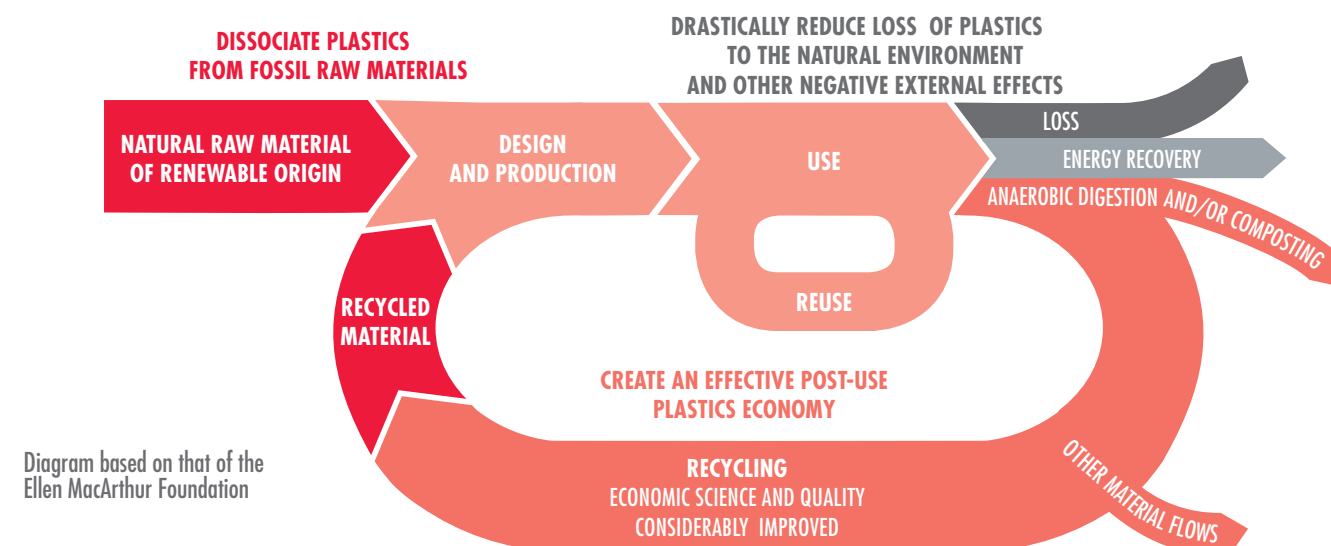 DISSOCIATE PLASTICS
FROM FOSSIL RAW MATERIALS
DRASTICALLY REDUCE LOSS OF PLASTICS
TO THE NATURAL ENVIRONMENT
AND OTHER NEGATIVE EXTERNAL EFFECTS
NATURAL RAW MATERIAL
OF RENEWABLE ORIGIN
DESIGN
AND PRODUCTION
USE
LOSS
ENERGY RECOVERY
ANAEROBIC DIGESTION AND/OR COMPOSTING
REUSE
RECYCLED
MATERIAL
CREATE AN EFFECTIVE POST-USE
PLASTICS ECONOMY
RECYCLING
ECONOMIC SCIENCE AND QUALITY
CONSIDERABLY IMPROVED
OTHER MATERIAL FLOWS
Diagram based on that of the
Ellen MacArthur Foundation